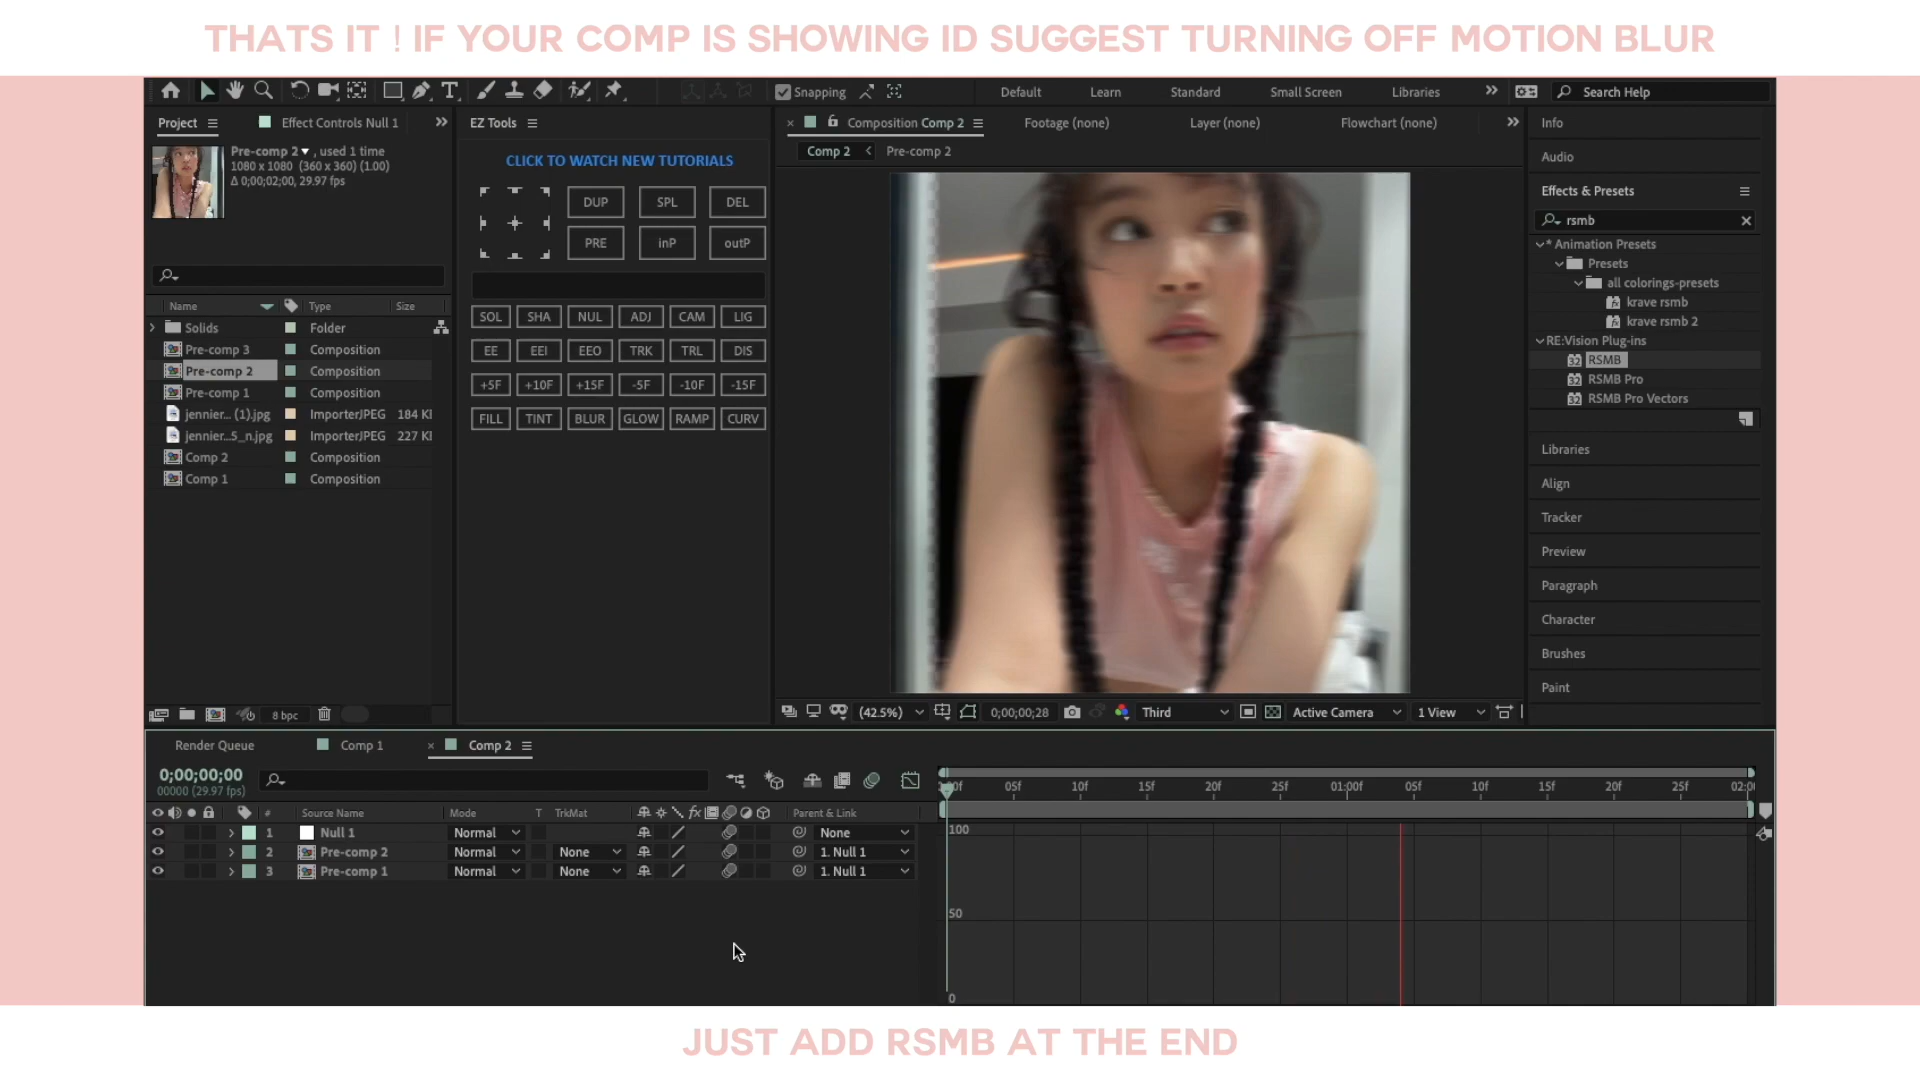 THATS IT ! IF YOUR COMP IS SHOWING ID SUGGEST TURNING OFF MOTION BLUR
Snapping
Default
Learn
Standard
Small Screen
Libraries
Search Help
Project
Effect Controls Null 1
EZ Tools
Composition Comp 2
Footage (none)
Layer (none)
Flowchart (none)
Comp 2
Pre-comp 2
Pre-comp 2 , used 1 time
1080 x 1080 (360 x 360) (1.00)
Δ 0;00;02;00, 29.97 fps
CLICK TO WATCH NEW TUTORIALS
DUP SPL DEL
PRE inP outP
SOL SHA NUL ADJ CAM LIG
EE EEI EEO TRK TRL DIS
+5F +10F +15F -5F -10F -15F
FILL TINT BLUR GLOW RAMP CURV
Name Type Size
Solids Folder
Pre-comp 3 Composition
Pre-comp 2 Composition
Pre-comp 1 Composition
jennier... (1).jpg ImporterJPEG 184 K
jennier...5_n.jpg ImporterJPEG 227 K
Comp 2 Composition
Comp 1 Composition
8 bpc
(42.5%) 0;00;00;28 Third Active Camera 1 View
Info
Audio
Effects & Presets
rsmb
* Animation Presets
Presets
all colorings-presets
krave rsmb
krave rsmb 2
RE:Vision Plug-ins
32 RSMB
32 RSMB Pro
32 RSMB Pro Vectors
Libraries
Align
Tracker
Preview
Paragraph
Character
Brushes
Paint
Render Queue
Comp 1
Comp 2
0;00;00;00
00000 (29.97 fps)
05f 10f 15f 20f 25f 01:00f 05f 10f 15f 20f 25f 02:0
# Source Name Mode T TrkMat fx Parent & Link
1 Null 1 Normal None
2 Pre-comp 2 Normal None 1. Null 1
3 Pre-comp 1 Normal None 1. Null 1
100
50
0
JUST ADD RSMB AT THE END